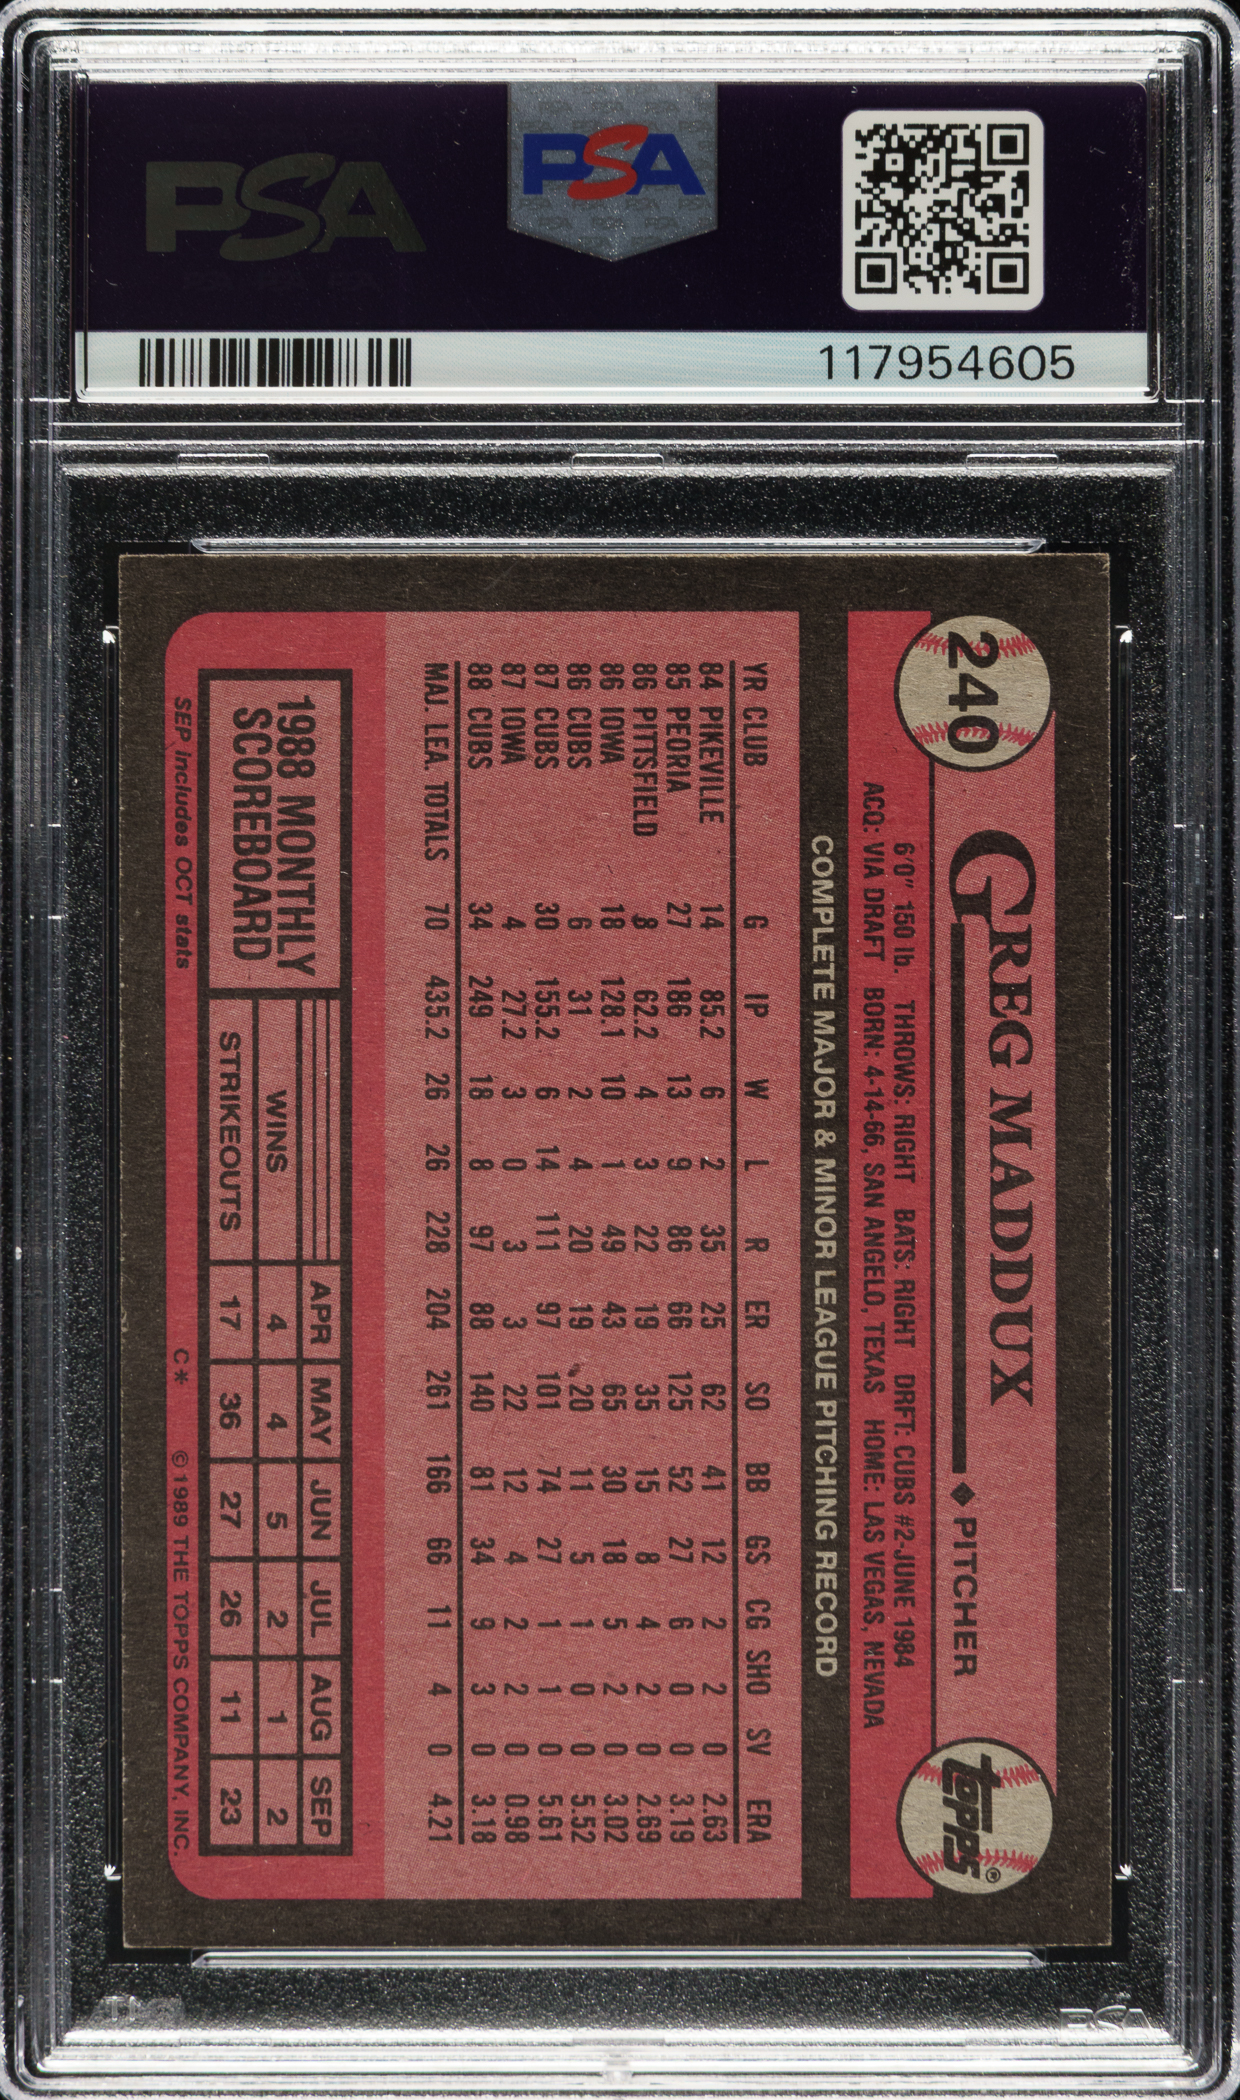 PSA
PSA
117954605
240
GREG MADDUX ◆ PITCHER
topps®
6'0" 150 lb. THROWS: RIGHT BATS: RIGHT DRFT: CUBS #2-JUNE 1984
ACQ: VIA DRAFT BORN: 4-14-66, SAN ANGELO, TEXAS HOME: LAS VEGAS, NEVADA
COMPLETE MAJOR & MINOR LEAGUE PITCHING RECORD
YR CLUB G IP W L R ER SO BB GS CG SHO SV ERA
84 PIKEVILLE 14 85.2 6 2 35 25 62 41 12 2 2 0 2.63
85 PEORIA 27 186 13 9 86 66 125 52 27 6 0 0 3.19
86 PITTSFIELD 8 62.2 4 3 22 19 35 15 8 4 2 0 2.69
86 IOWA 18 128.1 10 1 49 43 65 30 18 5 2 0 3.02
86 CUBS 6 31 2 4 20 19 20 11 5 1 0 0 5.52
87 CUBS 30 155.2 6 14 111 97 101 74 27 1 1 0 5.61
87 IOWA 4 27.2 3 0 3 3 22 12 4 2 2 0 0.98
88 CUBS 34 249 18 8 97 88 140 81 34 9 3 0 3.18
MAJ. LEA. TOTALS 70 435.2 26 26 228 204 261 166 66 11 4 0 4.21
1988 MONTHLY
SCOREBOARD
APR MAY JUN JUL AUG SEP
WINS 4 4 5 2 1 2
STRIKEOUTS 17 36 27 26 11 23
SEP includes OCT stats C* © 1989 THE TOPPS COMPANY, INC.
PSA